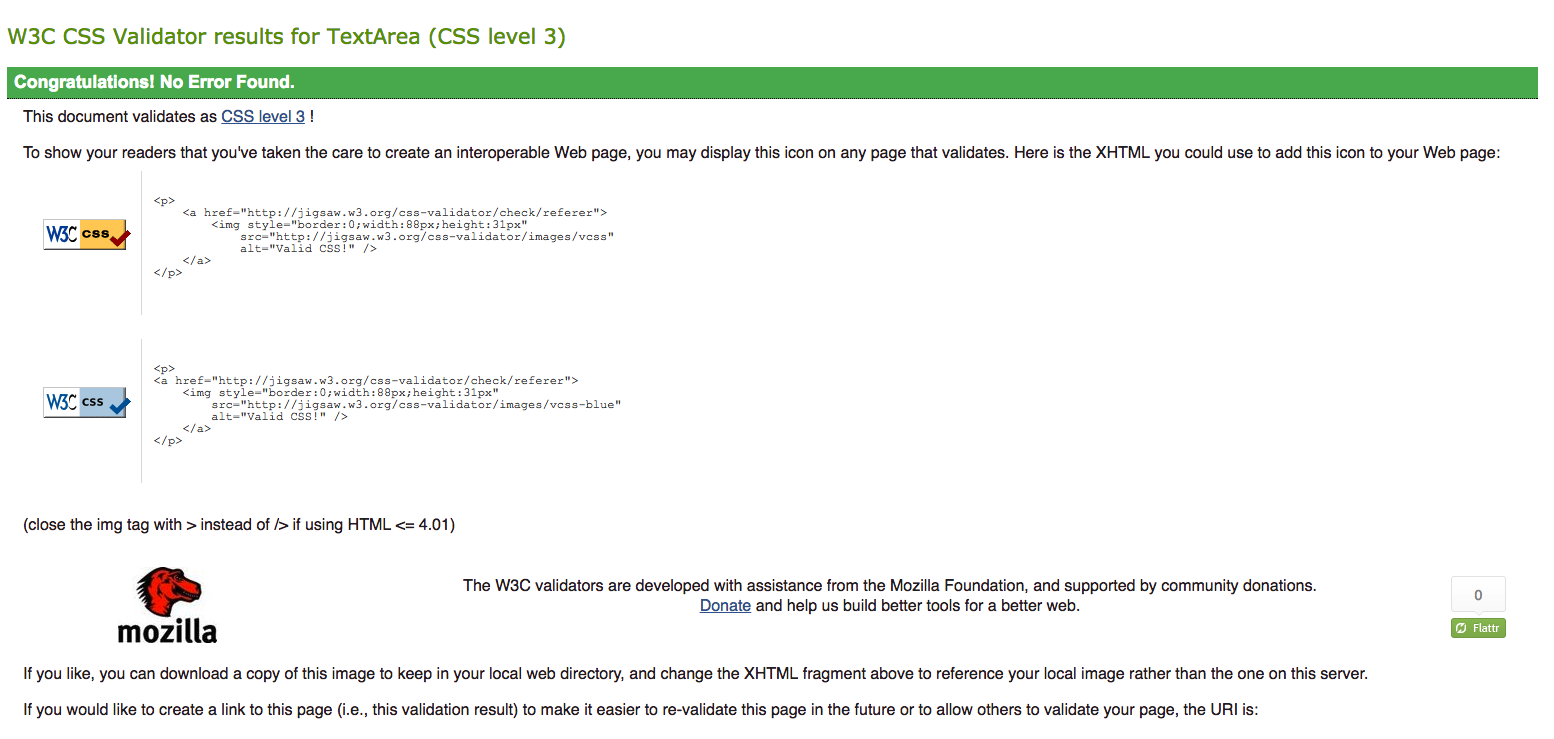 W3C CSS Validator results for TextArea (CSS level 3)
Congratulations! No Error Found.
This document validates as CSS level 3 !
To show your readers that you've taken the care to create an interoperable Web page, you may display this icon on any page that validates. Here is the XHTML you could use to add this icon to your Web page:
W3C css
<p>
    <a href="http://jigsaw.w3.org/css-validator/check/referer">
        <img style="border:0;width:88px;height:31px"
            src="http://jigsaw.w3.org/css-validator/images/vcss"
            alt="Valid CSS!" />
    </a>
</p>
W3C css
<p>
<a href="http://jigsaw.w3.org/css-validator/check/referer">
    <img style="border:0;width:88px;height:31px"
        src="http://jigsaw.w3.org/css-validator/images/vcss-blue"
        alt="Valid CSS!" />
    </a>
</p>
(close the img tag with > instead of /> if using HTML <= 4.01)
mozilla
The W3C validators are developed with assistance from the Mozilla Foundation, and supported by community donations.
Donate and help us build better tools for a better web.
0
Flattr
If you like, you can download a copy of this image to keep in your local web directory, and change the XHTML fragment above to reference your local image rather than the one on this server.
If you would like to create a link to this page (i.e., this validation result) to make it easier to re-validate this page in the future or to allow others to validate your page, the URI is: